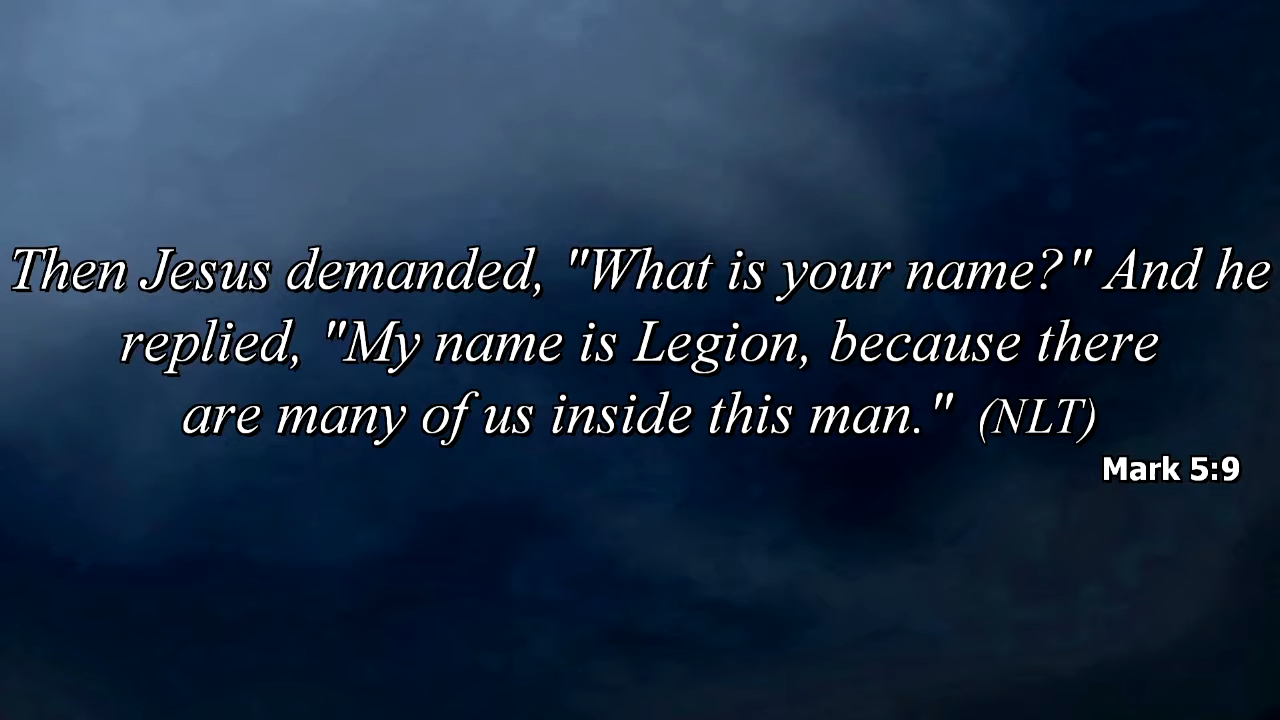 Then Jesus demanded, "What is your name?" And he
replied, "My name is Legion, because there
are many of us inside this man." (NLT)
Mark 5:9